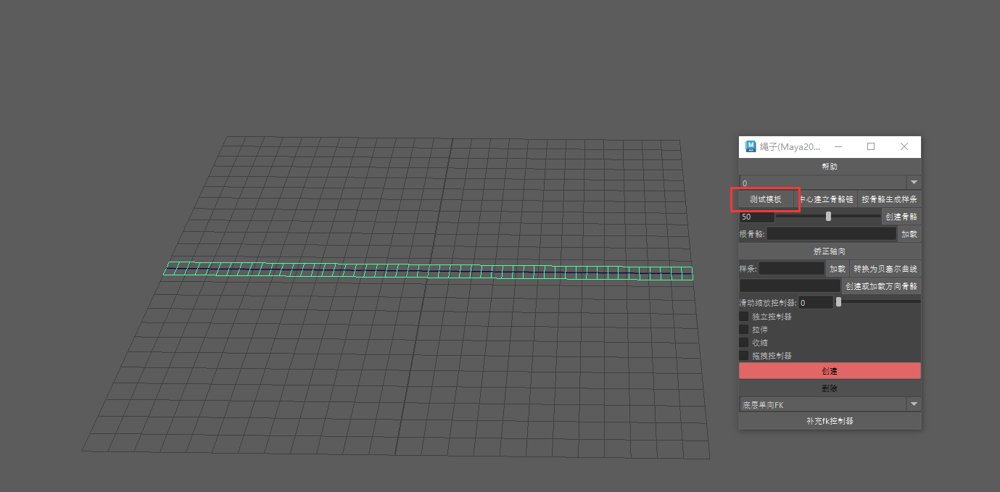 绳子(Maya20...
帮助
0
测试模板 中心建立骨骼链 按骨骼生成样条
50 创建骨骼
根骨骼: 加载
矫正轴向
样条: 加载 转换为贝塞尔曲线
创建或加载方向骨骼
滑动缩放控制器: 0
独立控制器
拉伸
收缩
拖拽控制器
创建
删除
底层单向FK
补充fk控制器